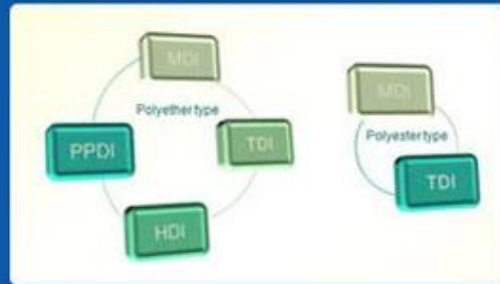 MDI
Polyether type
PPDI
TDI
HDI
MDI
Polyester type
TDI